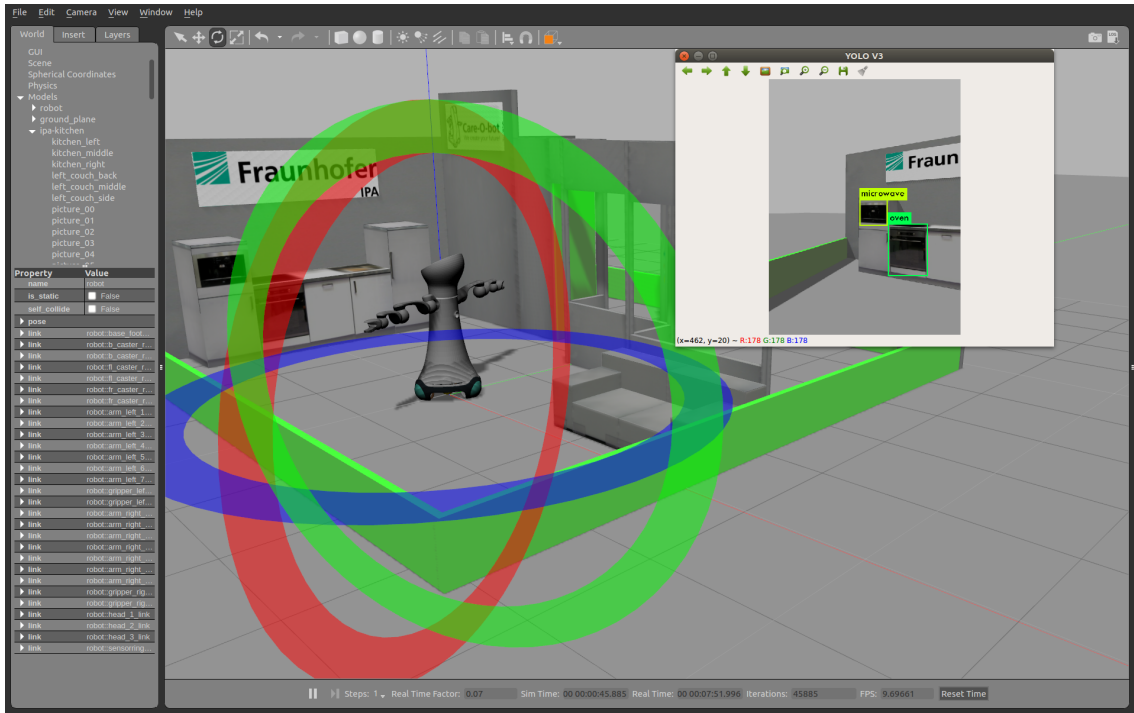 File Edit Camera View Window Help
World Insert Layers
GUI
Scene
Spherical Coordinates
Physics
Models
robot
ground_plane
ipa-kitchen
kitchen_left
kitchen_middle
kitchen_right
left_couch_back
left_couch_middle
left_couch_side
picture_00
picture_01
picture_02
picture_03
picture_04
Property Value
name robot
is_static False
self_collide False
pose
link robot::base_foot...
link robot::b_caster_r...
link robot::b_caster_r...
link robot::fl_caster_r...
link robot::fl_caster_r...
link robot::fr_caster_r...
link robot::fr_caster_r...
link robot::arm_left_1...
link robot::arm_left_2...
link robot::arm_left_3...
link robot::arm_left_4...
link robot::arm_left_5...
link robot::arm_left_6...
link robot::arm_left_7...
link robot::gripper_lef...
link robot::gripper_lef...
link robot::arm_right_...
link robot::arm_right_...
link robot::arm_right_...
link robot::arm_right_...
link robot::arm_right_...
link robot::arm_right_...
link robot::arm_right_...
link robot::gripper_rig...
link robot::gripper_rig...
link robot::head_1_link
link robot::head_2_link
link robot::head_3_link
link robot::sensorring...
Fraunhofer
IPA
Care-O-bot
YOLO V3
Fraun
microwave
oven
(x=462, y=20) ~ R:178 G:178 B:178
Steps: 1 Real Time Factor: 0.07 Sim Time: 00 00:00:45.885 Real Time: 00 00:07:51.996 Iterations: 45885 FPS: 9.69661 Reset Time